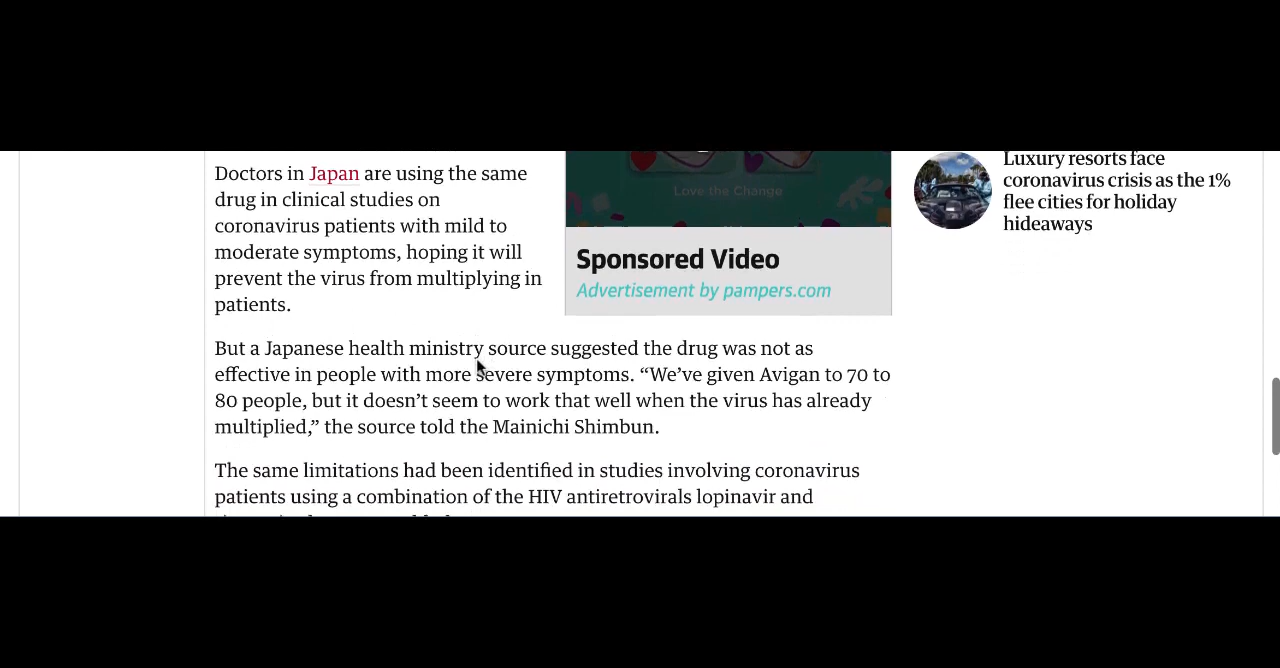 Doctors in Japan are using the same
drug in clinical studies on
coronavirus patients with mild to
moderate symptoms, hoping it will
prevent the virus from multiplying in
patients.
Love the Change
Sponsored Video
Advertisement by pampers.com
But a Japanese health ministry source suggested the drug was not as
effective in people with more severe symptoms. “We’ve given Avigan to 70 to
80 people, but it doesn’t seem to work that well when the virus has already
multiplied,” the source told the Mainichi Shimbun.
The same limitations had been identified in studies involving coronavirus
patients using a combination of the HIV antiretrovirals lopinavir and
Luxury resorts face
coronavirus crisis as the 1%
flee cities for holiday
hideaways